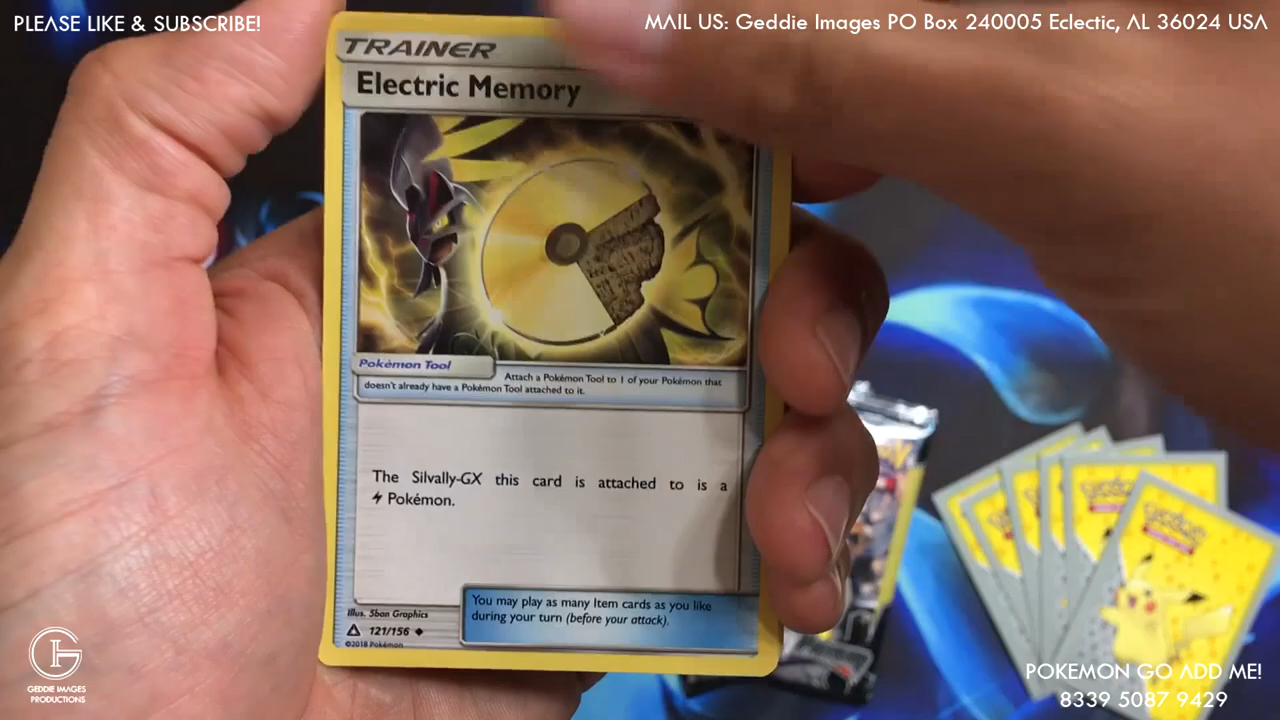 PLEASE LIKE & SUBSCRIBE!
MAIL US: Geddie Images PO Box 240005 Eclectic, AL 36024 USA
TRAINER
Electric Memory
Pokémon Tool
Attach a Pokémon Tool to 1 of your Pokémon that
doesn't already have a Pokémon Tool attached to it.
The Silvally-GX this card is attached to is a
Pokémon.
You may play as many Item cards as you like
during your turn (before your attack).
Illus. 5ban Graphics
121/156
©2018 Pokémon
GEDDIE IMAGES
PRODUCTIONS
POKEMON GO ADD ME!
8339 5087 9429